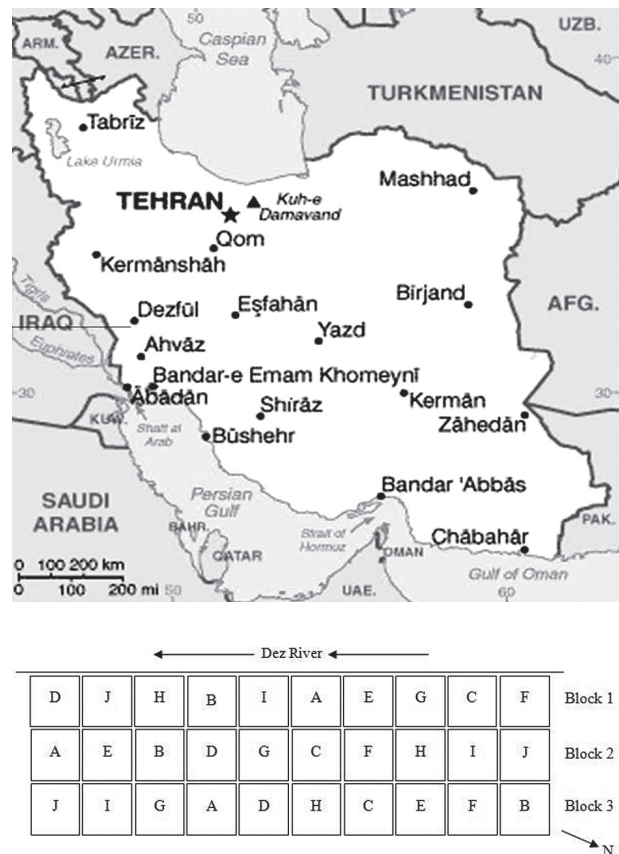 50
UZB.
ARM.
AZER.
Caspian
Sea
40
TURKMENISTAN
Tabrīz
Lake Urmia
Mashhad
TEHRAN
Kuh-e
Damavand
Qom
Kermānshāh
Tigris
Dezfūl
Eşfahān
Birjand
AFG.
IRAQ
Yazd
Euphrates
Ahvāz
Bandar-e Emam Khomeynī
30
Ābādān
Kermān
30
KUW.
Shīrāz
Zāhedān
Shatt al
Arab
Būshehr
SAUDI
ARABIA
Persian
Gulf
Bandar 'Abbās
BAHR.
Strait of
Hormuz
PAK.
QATAR
OMAN
Chābahār
0 100 200 km
Gulf of Oman
0 100 200 mi
50
UAE.
60
Dez River
D J H B I A E G C F Block 1
A E B D G C F H I J Block 2
J I G A D H C E F B Block 3
N